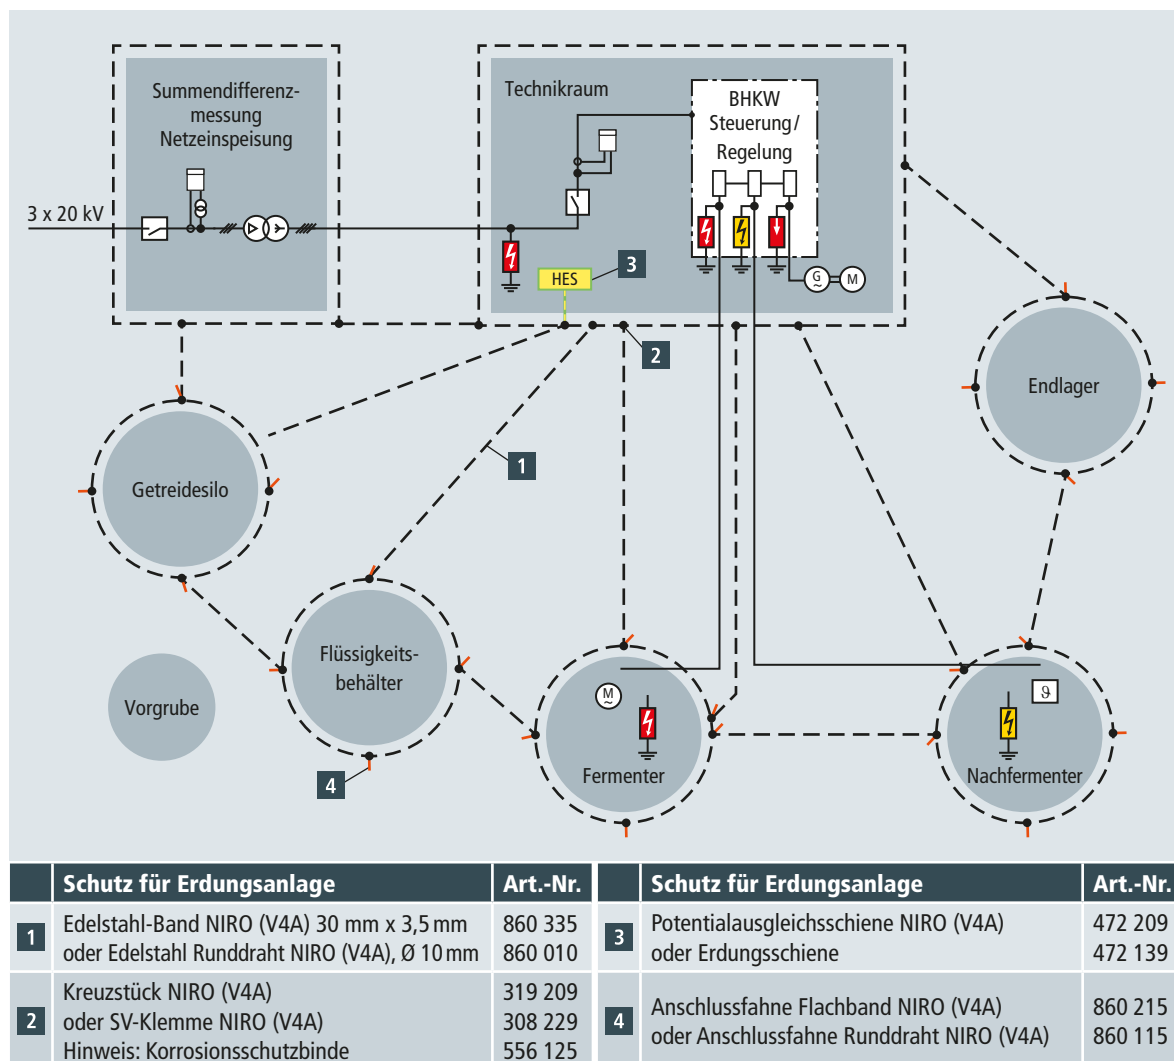 Summendifferenz-
messung
Netzeinspeisung
Technikraum
BHKW
Steuerung/
Regelung
3 x 20 kV
HES
3
G
~
M
2
1
Endlager
Getreidesilo
Flüssigkeits-
behälter
Vorgrube
4
M
~
Fermenter
ϑ
Nachfermenter
Schutz für Erdungsanlage Art.-Nr.
1 Edelstahl-Band NIRO (V4A) 30 mm x 3,5 mm 860 335
oder Edelstahl Runddraht NIRO (V4A), Ø 10 mm 860 010
2 Kreuzstück NIRO (V4A) 319 209
oder SV-Klemme NIRO (V4A) 308 229
Hinweis: Korrosionsschutzbinde 556 125
Schutz für Erdungsanlage Art.-Nr.
3 Potentialausgleichsschiene NIRO (V4A) 472 209
oder Erdungsschiene 472 139
4 Anschlussfahne Flachband NIRO (V4A) 860 215
oder Anschlussfahne Runddraht NIRO (V4A) 860 115